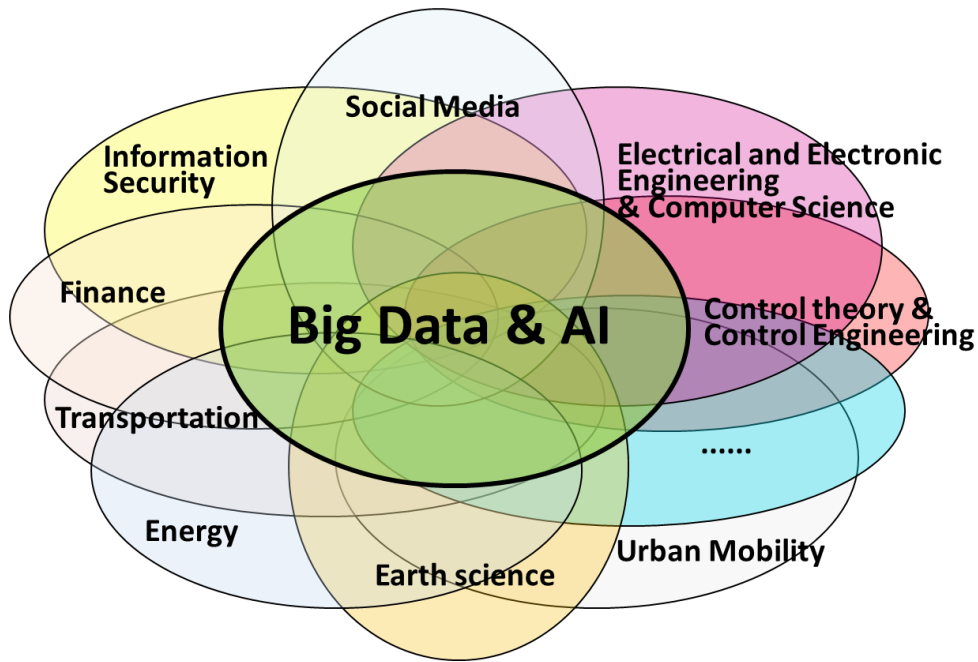 Social Media
Information
Security
Electrical and Electronic
Engineering
& Computer Science
Finance
Big Data & AI
Control theory &
Control Engineering
Transportation
......
Energy
Urban Mobility
Earth science